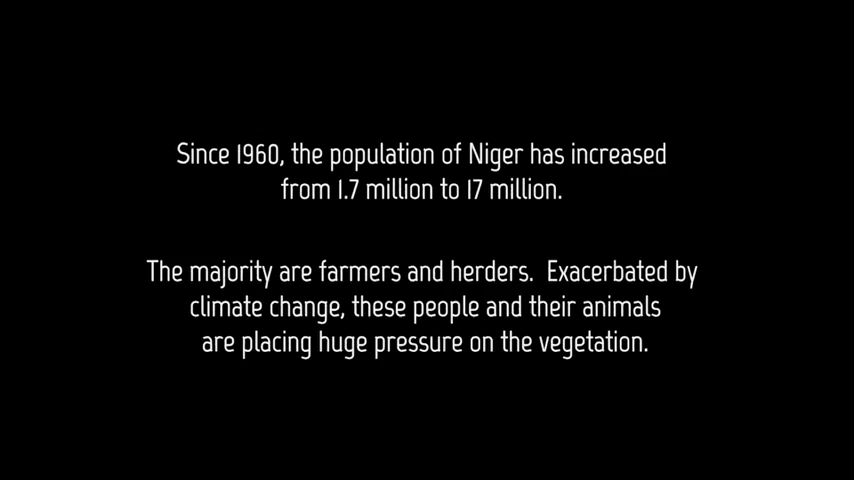 Since 1960, the population of Niger has increased
from 1.7 million to 17 million.
The majority are farmers and herders.  Exacerbated by
climate change, these people and their animals
are placing huge pressure on the vegetation.